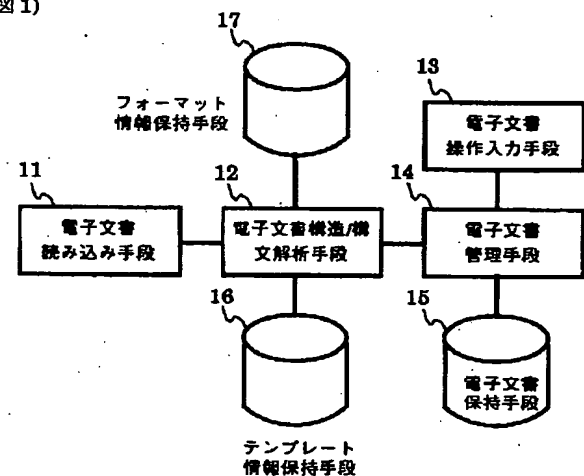 図1)
17
フォーマット
情報保持手段
13
電子文書
操作入力手段
11
電子文書
読み込み手段
12
電子文書構造/構
文解析手段
14
電子文書
管理手段
16
テンプレート
情報保持手段
15
電子文書
保持手段